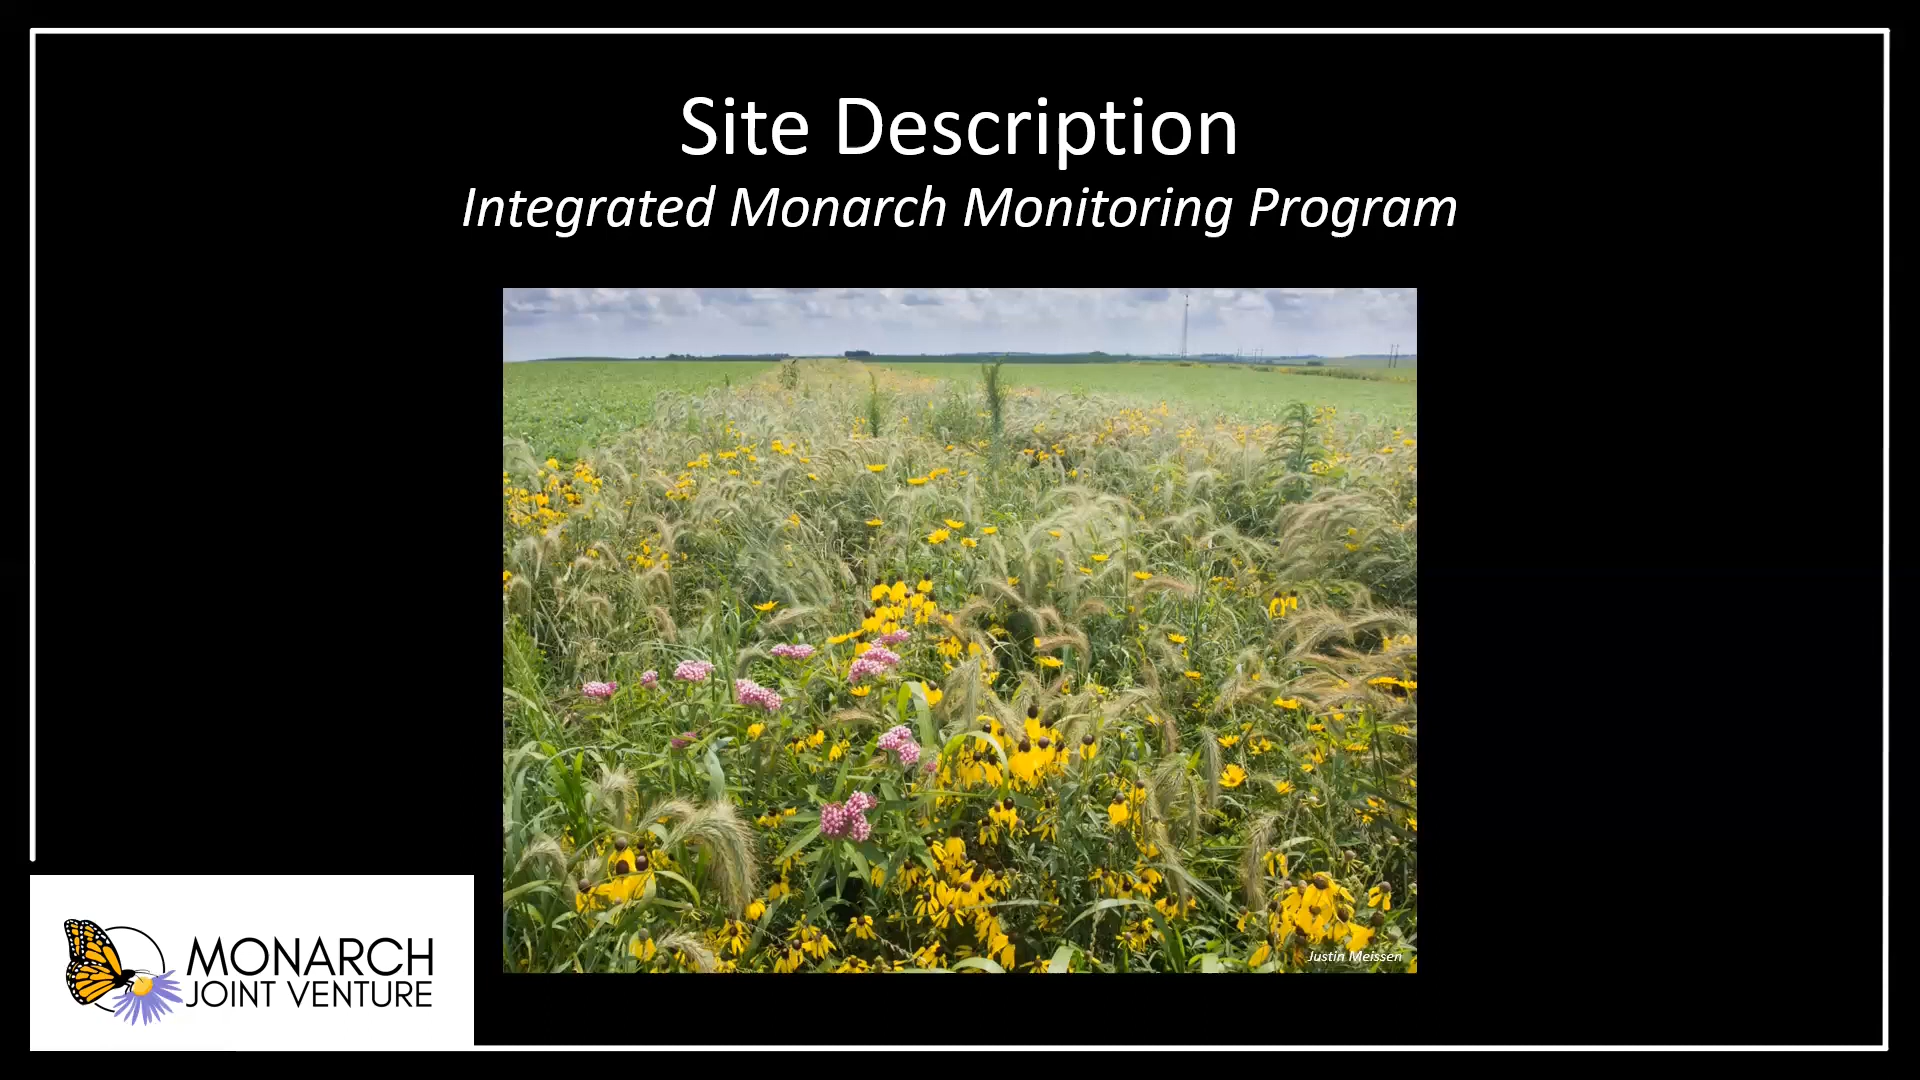 Site Description
Integrated Monarch Monitoring Program
Justin Meissen
MONARCH
JOINT VENTURE